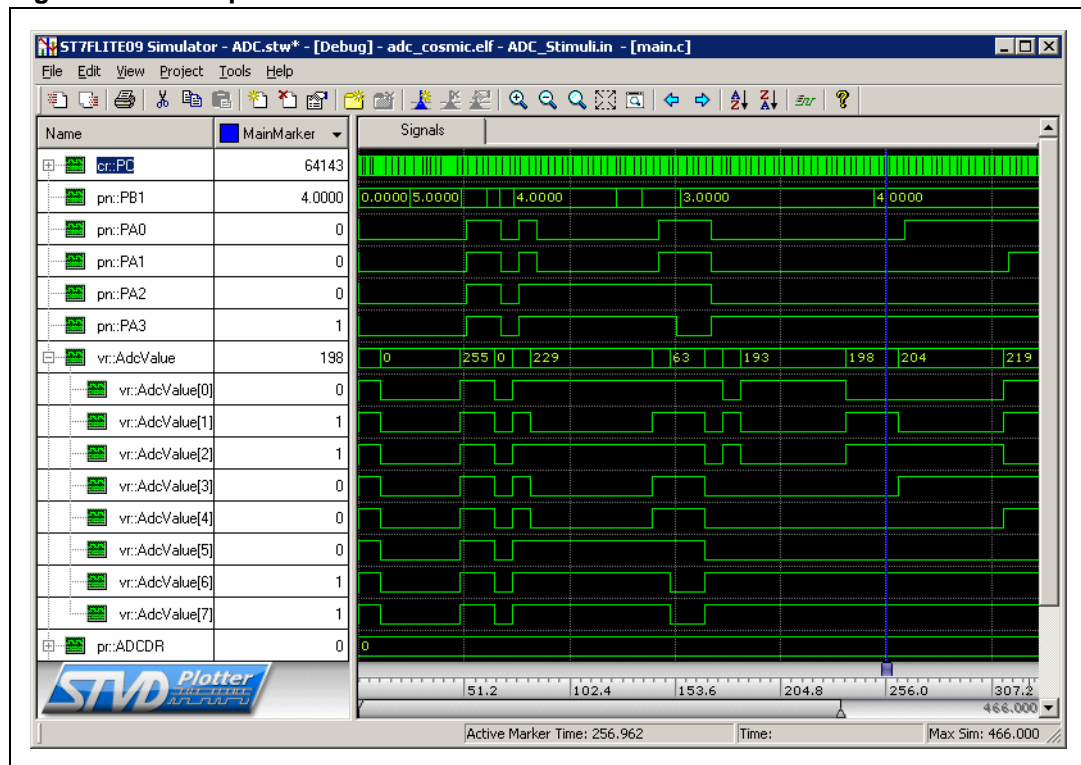 ST7FLITE09 Simulator - ADC.stw* - [Debug] - adc_cosmic.elf - ADC_Stimuli.in - [main.c]
File Edit View Project Tools Help
Name MainMarker Signals
cr::PC 64143
pn::PB1 4.0000 0.0000 5.0000 4.0000 3.0000 4.0000
pn::PA0 0
pn::PA1 0
pn::PA2 0
pn::PA3 1
vr::AdcValue 198 0 255 0 229 63 193 198 204 219
vr::AdcValue[0] 0
vr::AdcValue[1] 1
vr::AdcValue[2] 1
vr::AdcValue[3] 0
vr::AdcValue[4] 0
vr::AdcValue[5] 0
vr::AdcValue[6] 1
vr::AdcValue[7] 1
pr::ADCDR 0 0
STVD Plotter
51.2 102.4 153.6 204.8 256.0 307.2
466.000
Active Marker Time: 256.962 Time: Max Sim: 466.000